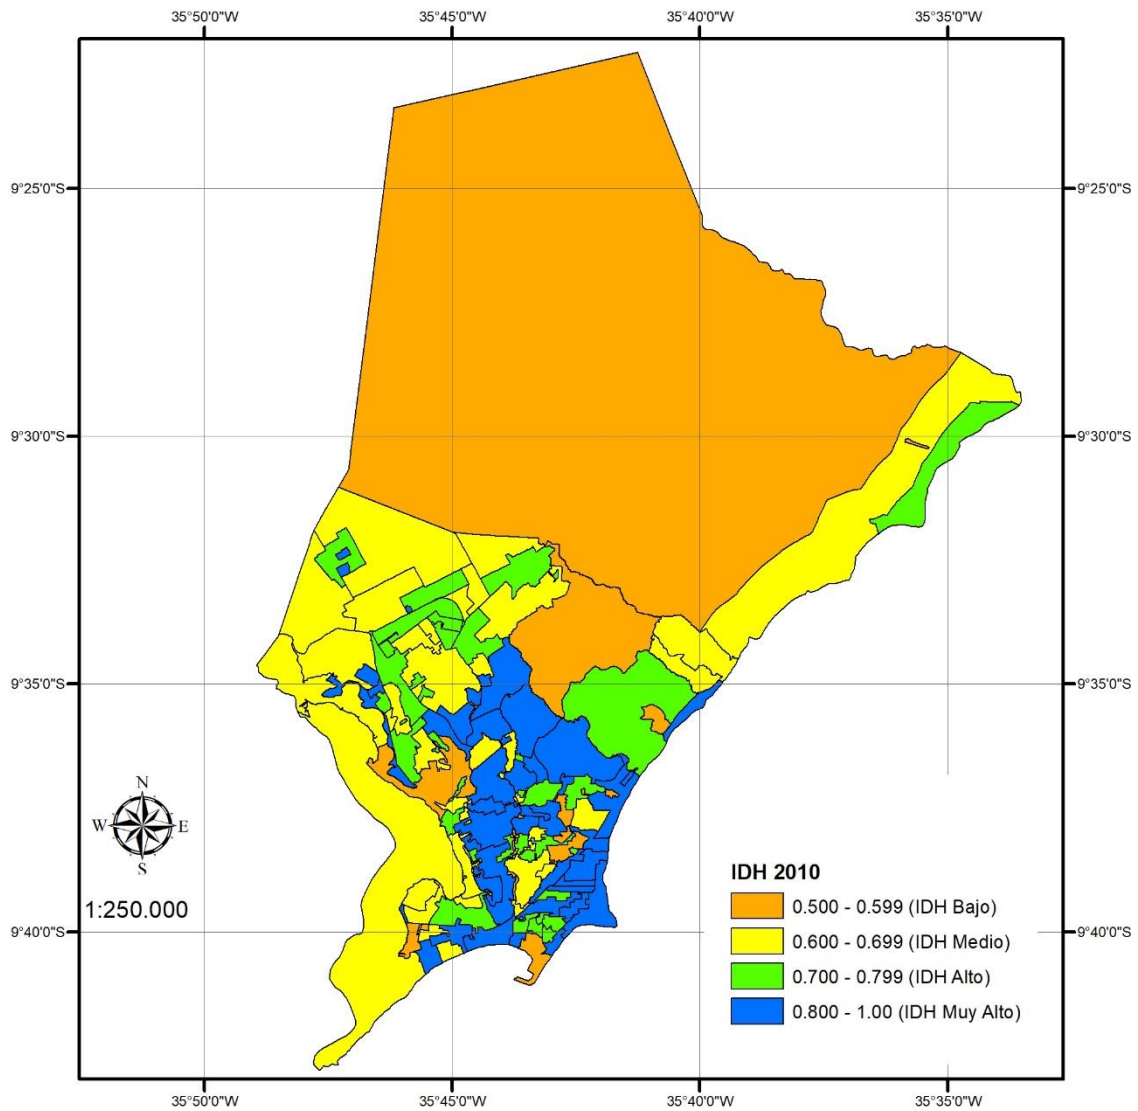 35°50'0"W 35°45'0"W 35°40'0"W 35°35'0"W
9°25'0"S 9°25'0"S
9°30'0"S 9°30'0"S
9°35'0"S 9°35'0"S
N
W E
S
1:250.000
IDH 2010
0.500 - 0.599 (IDH Bajo)
0.600 - 0.699 (IDH Medio)
0.700 - 0.799 (IDH Alto)
0.800 - 1.00 (IDH Muy Alto)
9°40'0"S 9°40'0"S
35°50'0"W 35°45'0"W 35°40'0"W 35°35'0"W